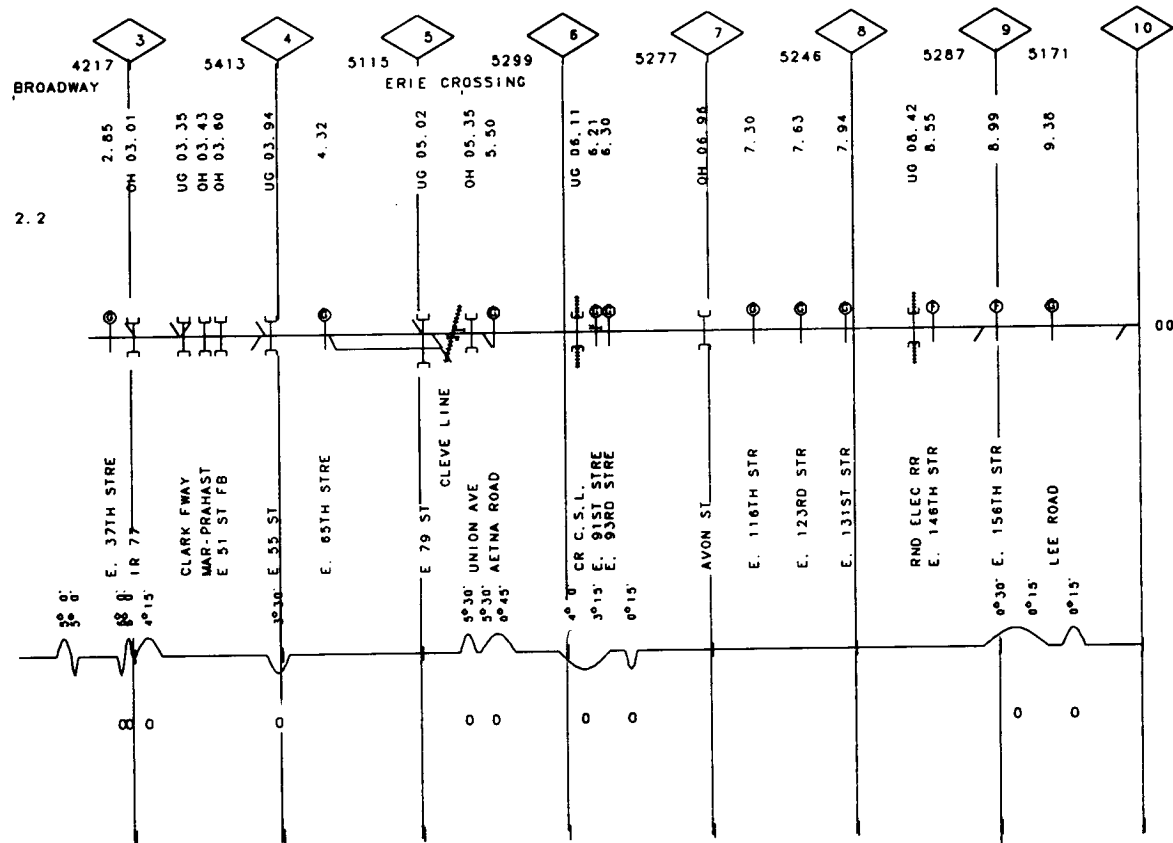 3 4 5 6 7 8 9 10
4217 5413 5115 5299 5277 5246 5287 5171
BROADWAY
ERIE CROSSING
2.85
OH 03.01
UG 03.35
OH 03.43
OH 03.60
UG 03.94
4.32
UG 05.02
OH 05.35
5.50
UG 06.11
6.21
6.30
OH 06.96
7.30
7.63
7.94
UG 08.42
8.55
8.99
9.38
2.2
G G G G G G G G G
00
E. 37TH STRE
IR 77
CLARK FWAY
MAR-PRAHAST
E 51 ST FB
E 55 ST
E. 65TH STRE
E 79 ST
CLEVE LINE
UNION AVE
AETNA ROAD
CR C.S.L.
E. 91ST STRE
E. 93RD STRE
AVON ST
E. 116TH STR
E. 123RD STR
E. 131ST STR
RND ELEC RR
E. 146TH STR
E. 156TH STR
LEE ROAD
5° 0'
4°15'
3°30'
5°30'
5°30'
0°45'
4° 0'
3°15'
0°15'
0°30'
0°15'
0°15'
0 0 0 0 0 0 0 0 0 0